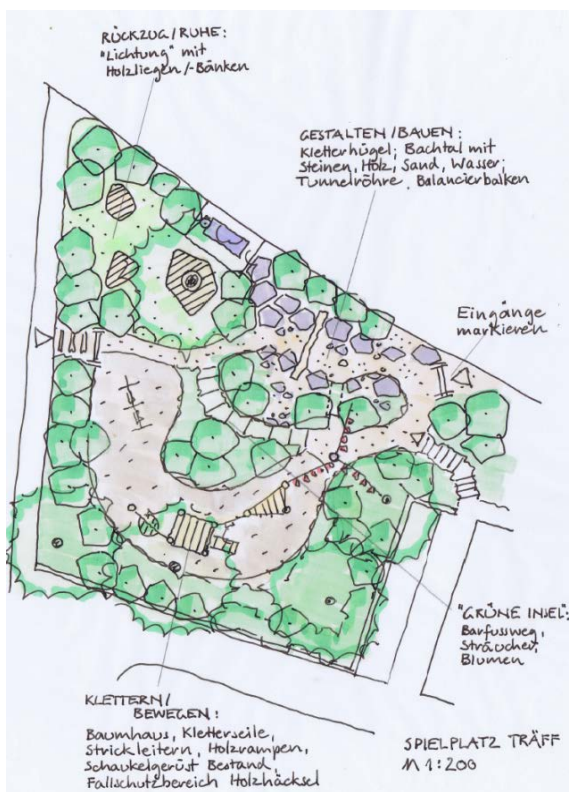 RÜCKZUG/RUHE:
"Lichtung" mit
Holzliegen/-Bänken
GESTALTEN/BAUEN:
Kletterhügel; Bachtal mit
Steinen, Holz, Sand, Wasser;
Tunnelröhre, Balancierbalken
Eingänge
markieren
"GRÜNE INSEL":
Barfussweg,
Sträucher,
Blumen
KLETTERN/
BEWEGEN:
Baumhaus, Kletterseile,
Strickleitern, Holzrampen,
Schaukelgerüst Bestand,
Fallschutzbereich Holzhäcksel
SPIELPLATZ TRÄFF
M 1:200